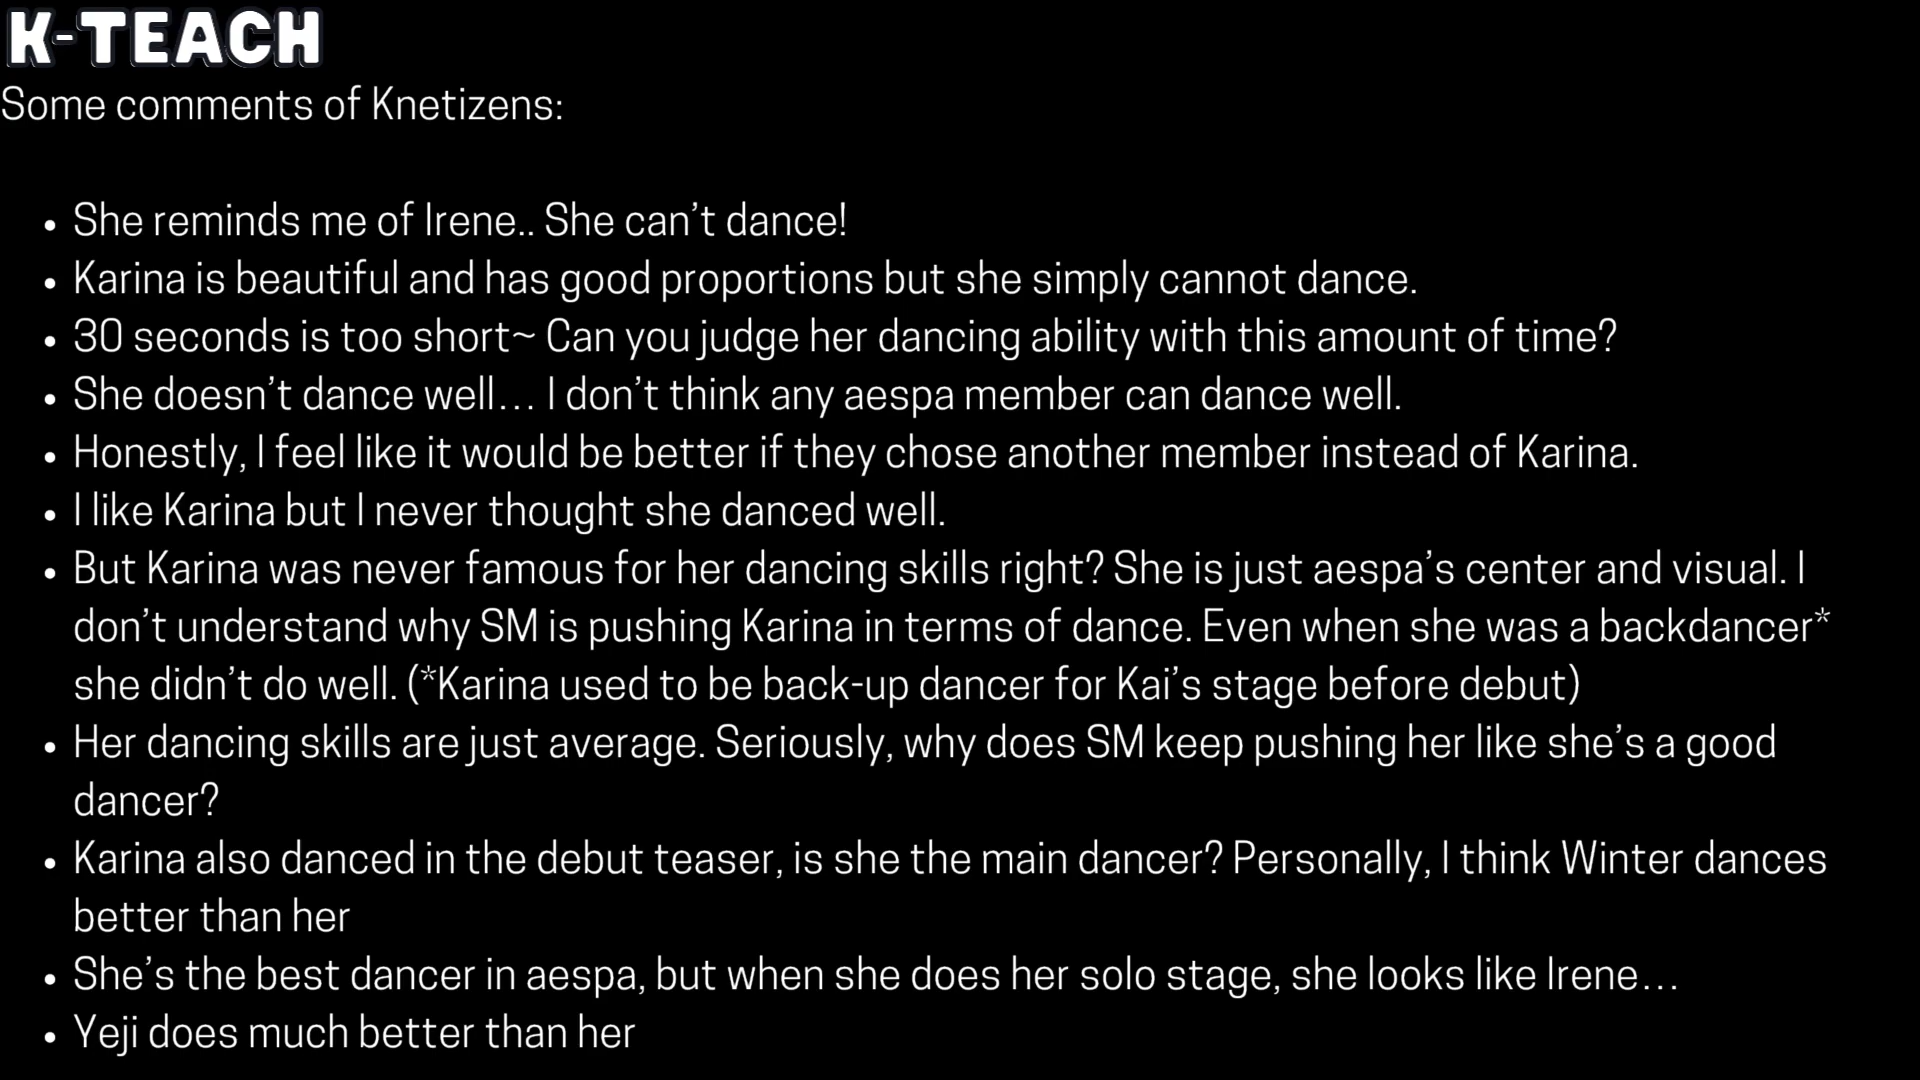 K-TEACH
Some comments of Knetizens:
• She reminds me of Irene.. She can't dance!
• Karina is beautiful and has good proportions but she simply cannot dance.
• 30 seconds is too short~ Can you judge her dancing ability with this amount of time?
• She doesn't dance well... I don't think any aespa member can dance well.
• Honestly, I feel like it would be better if they chose another member instead of Karina.
• I like Karina but I never thought she danced well.
• But Karina was never famous for her dancing skills right? She is just aespa's center and visual. I
don't understand why SM is pushing Karina in terms of dance. Even when she was a backdancer*
she didn't do well. (*Karina used to be back-up dancer for Kai's stage before debut)
• Her dancing skills are just average. Seriously, why does SM keep pushing her like she's a good
dancer?
• Karina also danced in the debut teaser, is she the main dancer? Personally, I think Winter dances
better than her
• She's the best dancer in aespa, but when she does her solo stage, she looks like Irene...
• Yeji does much better than her